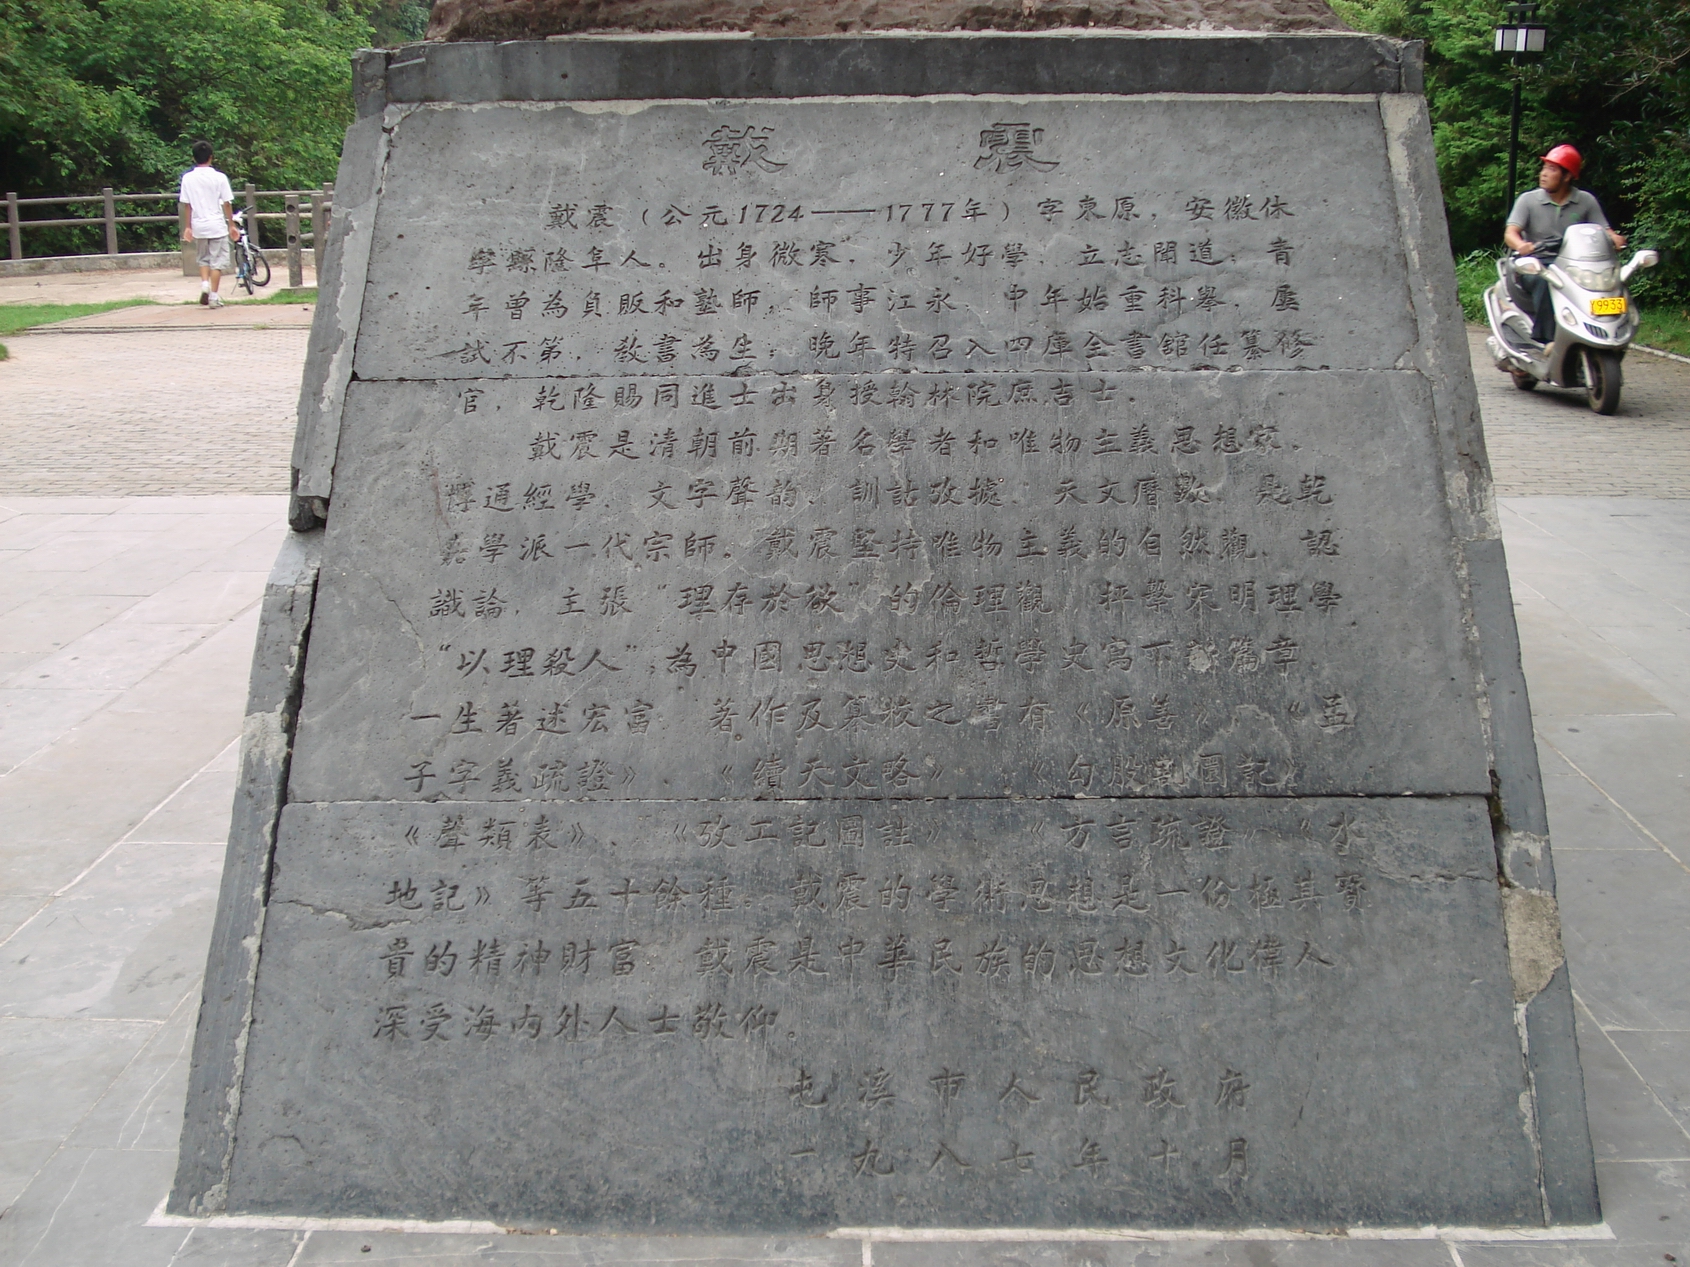 戴 震
戴震（公元1724——1777年）字東原，安徽休
寧縣隆阜人。出身微寒，少年好學，立志聞道；青
年曾為負販和塾師，師事江永，中年始重科舉，屢
試不第，教書為生；晚年特召入四庫全書舘任纂修
官，乾隆賜同進士出身授翰林院庶吉士。
戴震是清朝前期著名學者和唯物主義思想家，
博通經學、文字聲韵、訓詁攷據、天文曆數，是乾
嘉學派一代宗師。戴震堅持唯物主義的自然觀、認
識論，主張“理存於欲”的倫理觀，抨擊宋明理學
“以理殺人”，為中國思想史和哲學史寫下篇章
一生著述宏富，著作及纂校之書有《原善》、《孟
子字義疏證》、《續天文略》、《勾股割圜記》
《聲類表》、《攷工記圖註》、《方言疏證》、《水
地記》等五十餘種。戴震的學術思想是一份極其寶
貴的精神財富，戴震是中華民族的思想文化偉人
深受海内外人士敬仰。
屯溪市人民政府
一九八七年十月
Y9933